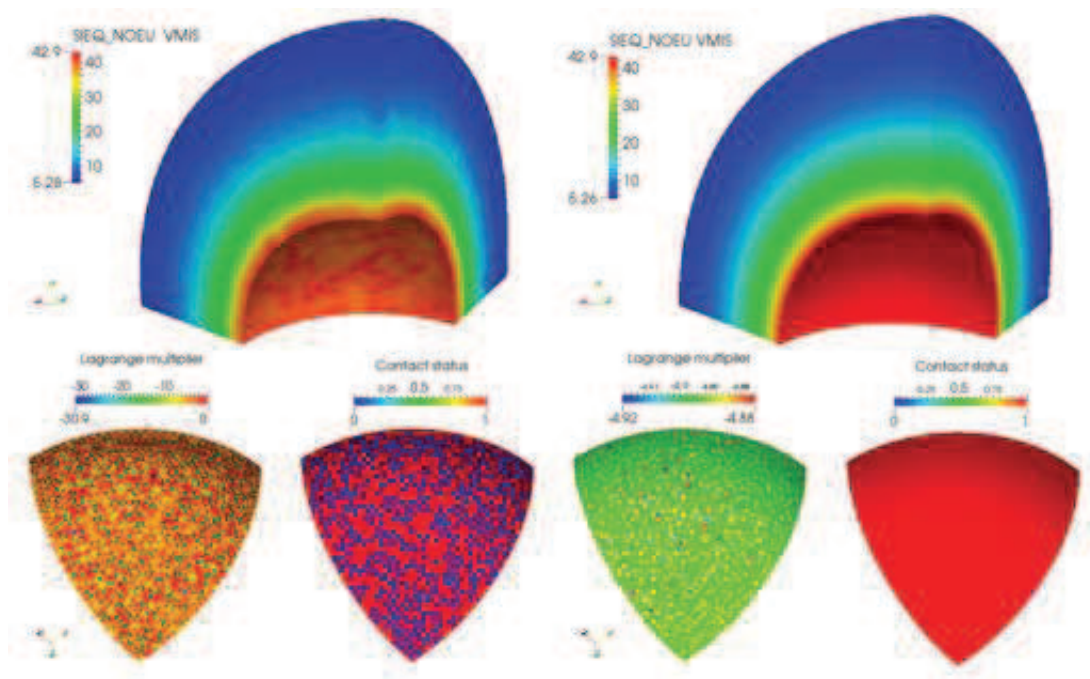 SIEQ_NOEU VMIS
42.9
40
30
20
10
5.28
SIEQ_NOEU VMIS
42.9
40
30
20
10
5.26
Lagrange multiplier
-30 -20 -10
-30.9 0
Contact status
0.25 0.5 0.75
0 1
Lagrange multiplier
-4.92 -4.88
Contact status
0.25 0.5 0.75
0 1